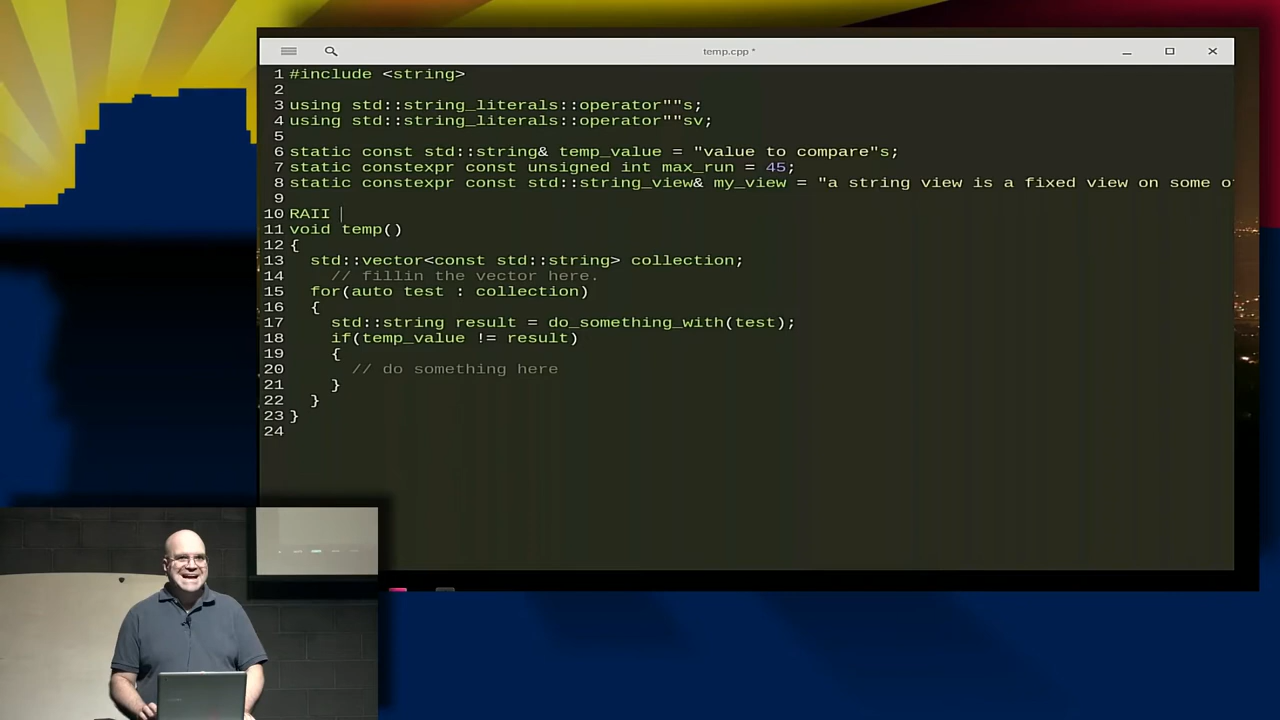 temp.cpp *
1 #include <string>
2
3 using std::string_literals::operator""s;
4 using std::string_literals::operator""sv;
5
6 static const std::string& temp_value = "value to compare"s;
7 static constexpr const unsigned int max_run = 45;
8 static constexpr const std::string_view& my_view = "a string view is a fixed view on some
9
10 RAII
11 void temp()
12 {
13 std::vector<const std::string> collection;
14 // fillin the vector here.
15 for(auto test : collection)
16 {
17 std::string result = do_something_with(test);
18 if(temp_value != result)
19 {
20 // do something here
21 }
22 }
23 }
24